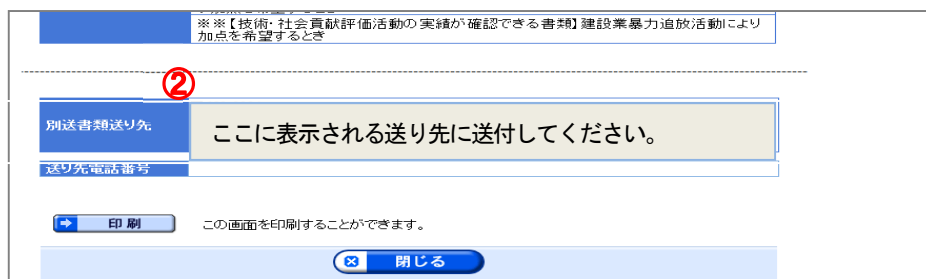 ※※【技術・社会貢献評価活動の実績が確認できる書類】建設業暴力追放活動により
加点を希望するとき
②
別送書類送り先
ここに表示される送り先に送付してください。
送り先電話番号
印刷
この画面を印刷することができます。
閉じる